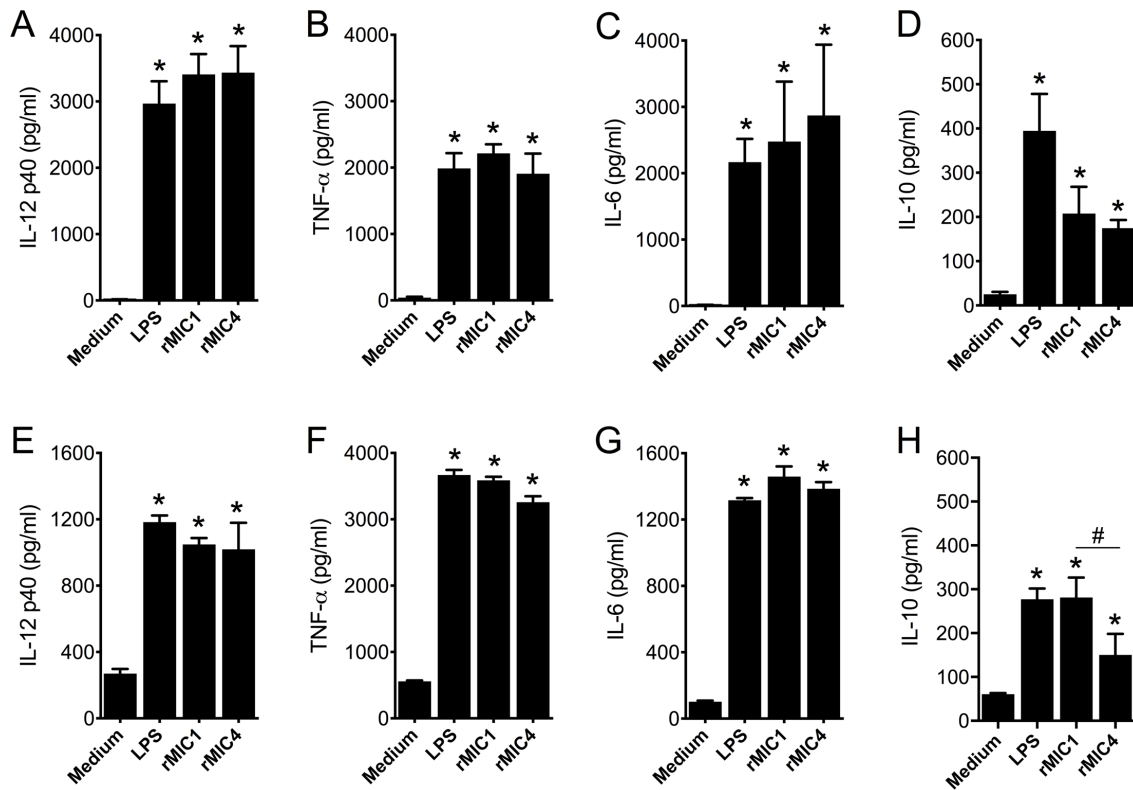 A
IL-12 p40 (pg/ml)
4000
3000
2000
1000
0
* * *
Medium LPS rMIC1 rMIC4
B
TNF-α (pg/ml)
4000
3000
2000
1000
0
* * *
Medium LPS rMIC1 rMIC4
C
IL-6 (pg/ml)
4000
3000
2000
1000
0
* * *
Medium LPS rMIC1 rMIC4
D
IL-10 (pg/ml)
600
500
400
300
200
100
0
* * *
Medium LPS rMIC1 rMIC4
E
IL-12 p40 (pg/ml)
1600
1200
800
400
0
* * *
Medium LPS rMIC1 rMIC4
F
TNF-α (pg/ml)
4000
3000
2000
1000
0
* * *
Medium LPS rMIC1 rMIC4
G
IL-6 (pg/ml)
1600
1200
800
400
0
* * *
Medium LPS rMIC1 rMIC4
H
IL-10 (pg/ml)
600
500
400
300
200
100
0
#
* * *
Medium LPS rMIC1 rMIC4